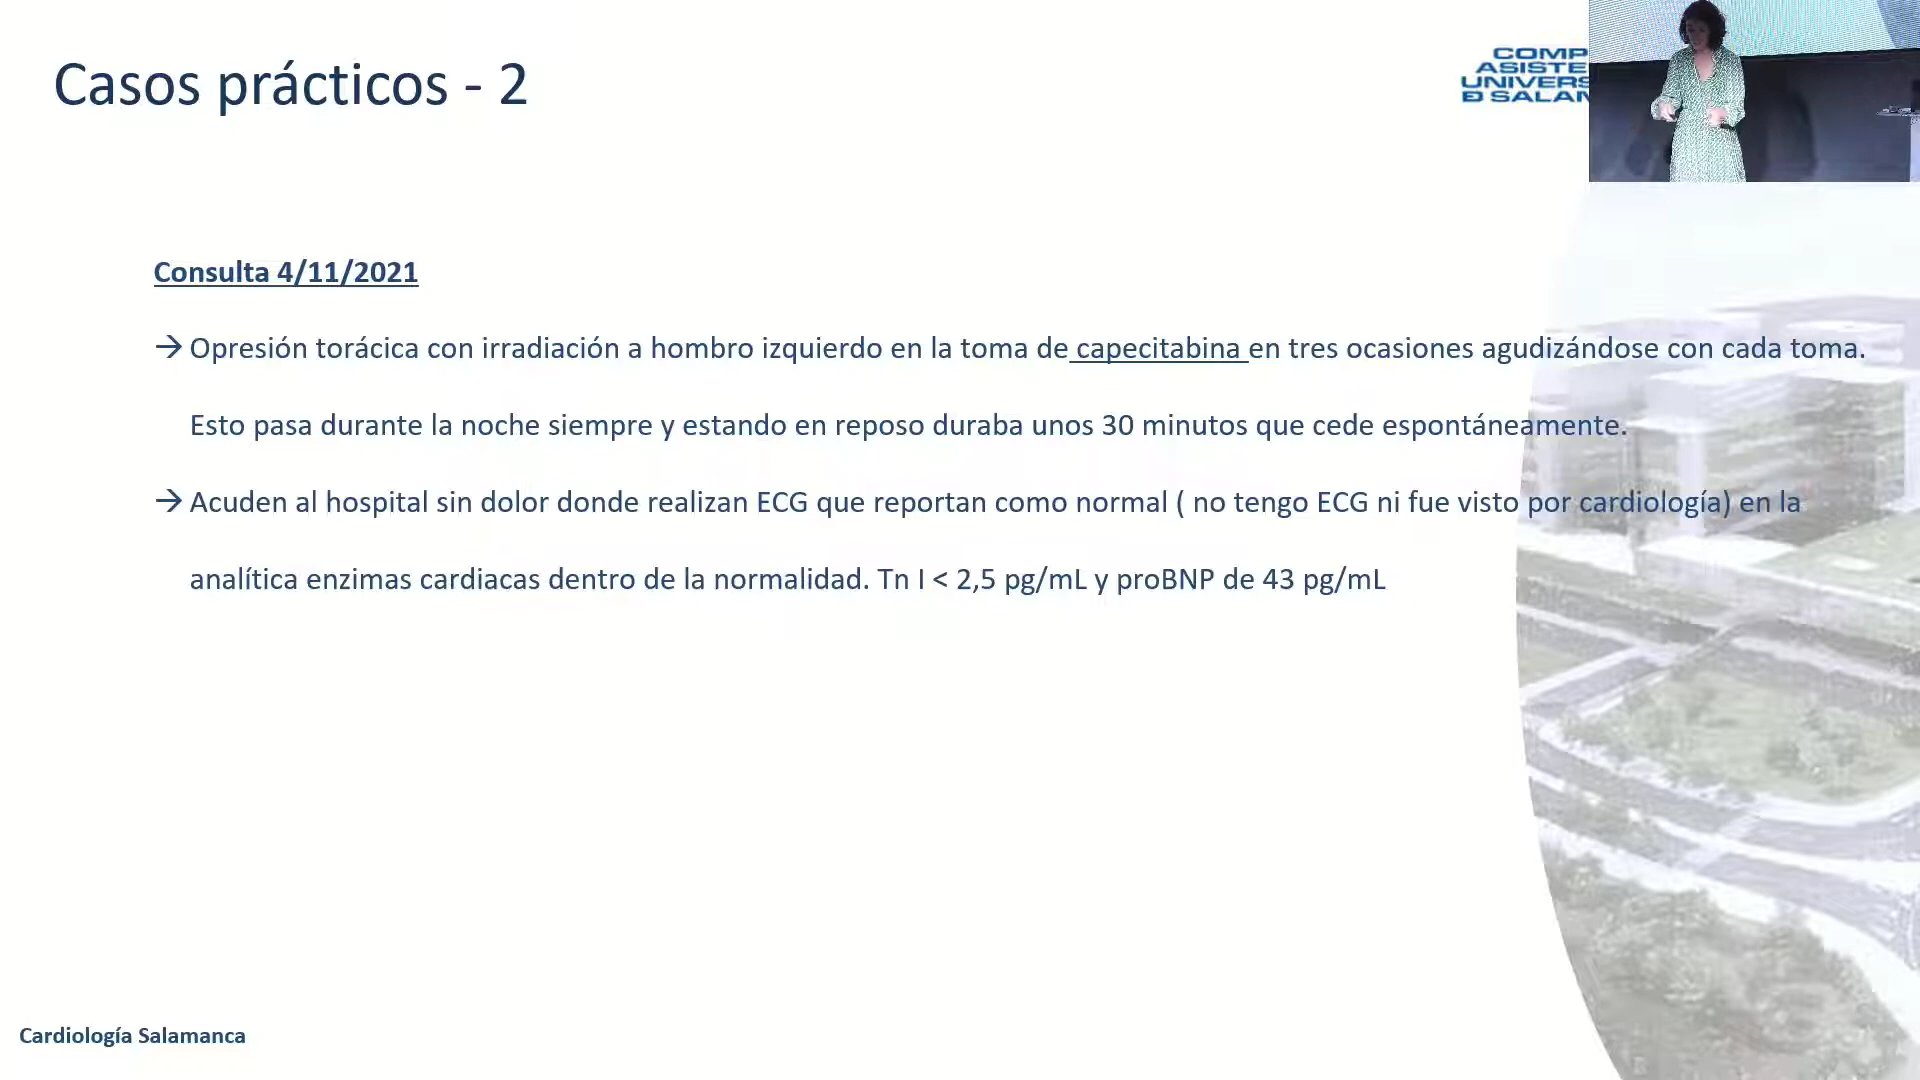 Casos prácticos - 2
COMP
ASISTE
UNIVERS
D SALAN
Consulta 4/11/2021
→ Opresión torácica con irradiación a hombro izquierdo en la toma de capecitabina en tres ocasiones agudizándose con cada toma.
Esto pasa durante la noche siempre y estando en reposo duraba unos 30 minutos que cede espontáneamente.
→ Acuden al hospital sin dolor donde realizan ECG que reportan como normal ( no tengo ECG ni fue visto por cardiología) en la
analítica enzimas cardiacas dentro de la normalidad. Tn I < 2,5 pg/mL y proBNP de 43 pg/mL
Cardiología Salamanca